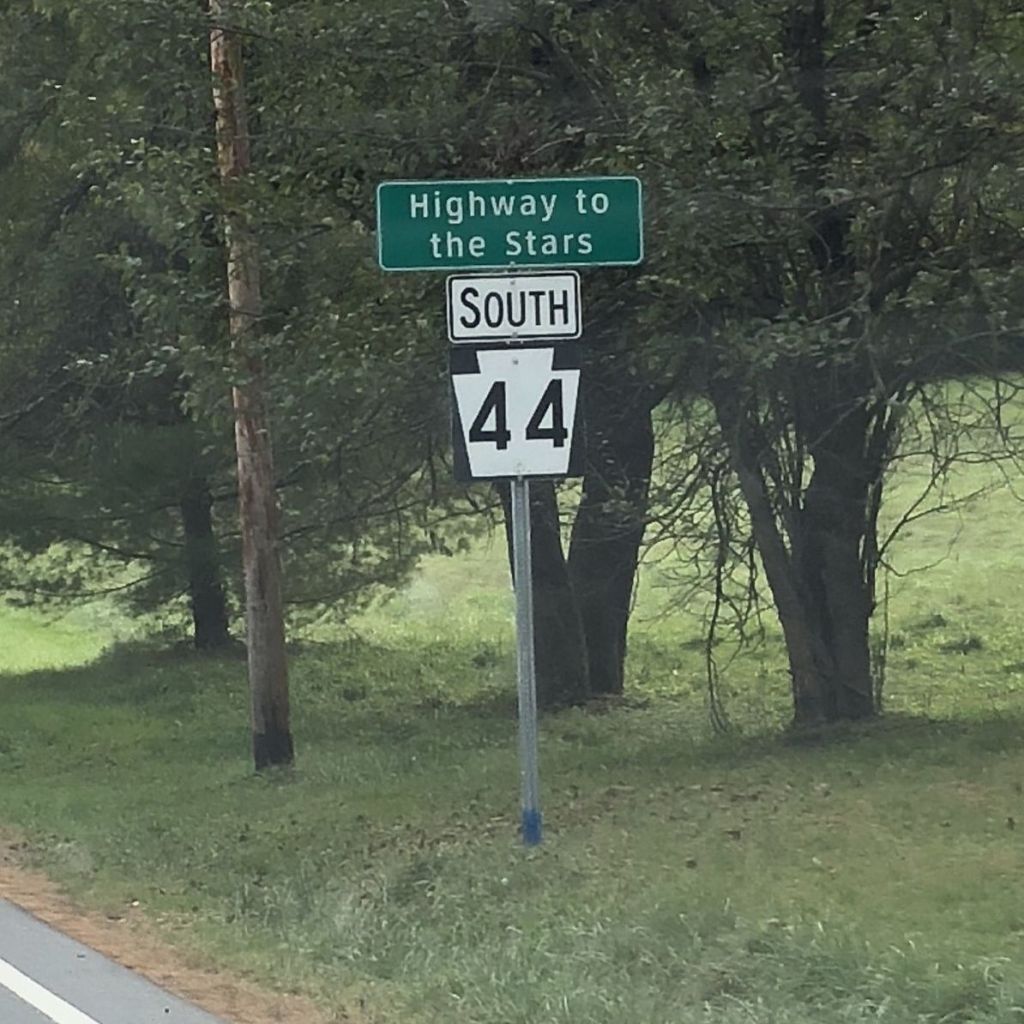 Highway to
the Stars
SOUTH
44